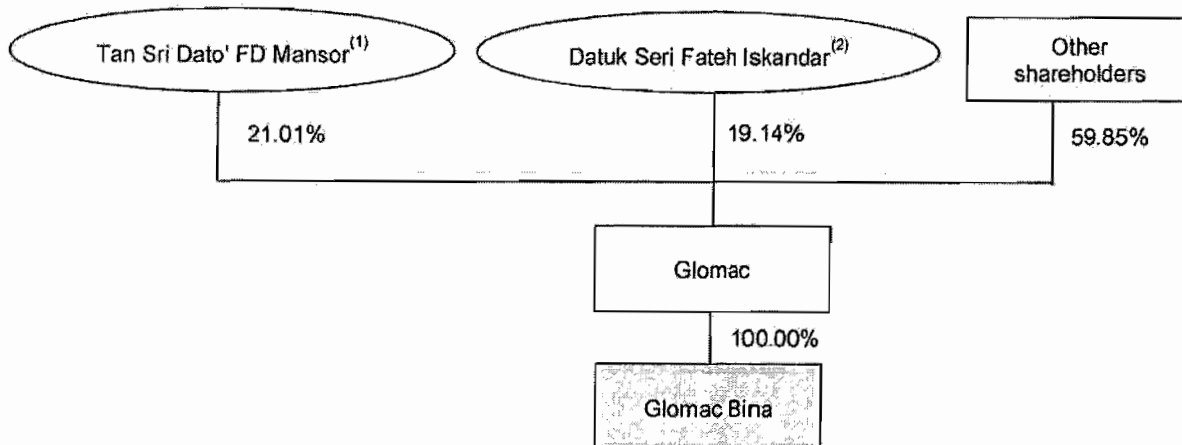 Tan Sri Dato' FD Mansor(1)
Datuk Seri Fateh Iskandar(2)
Other
shareholders
21.01%
19.14%
59.85%
Glomac
100.00%
Glomac Bina